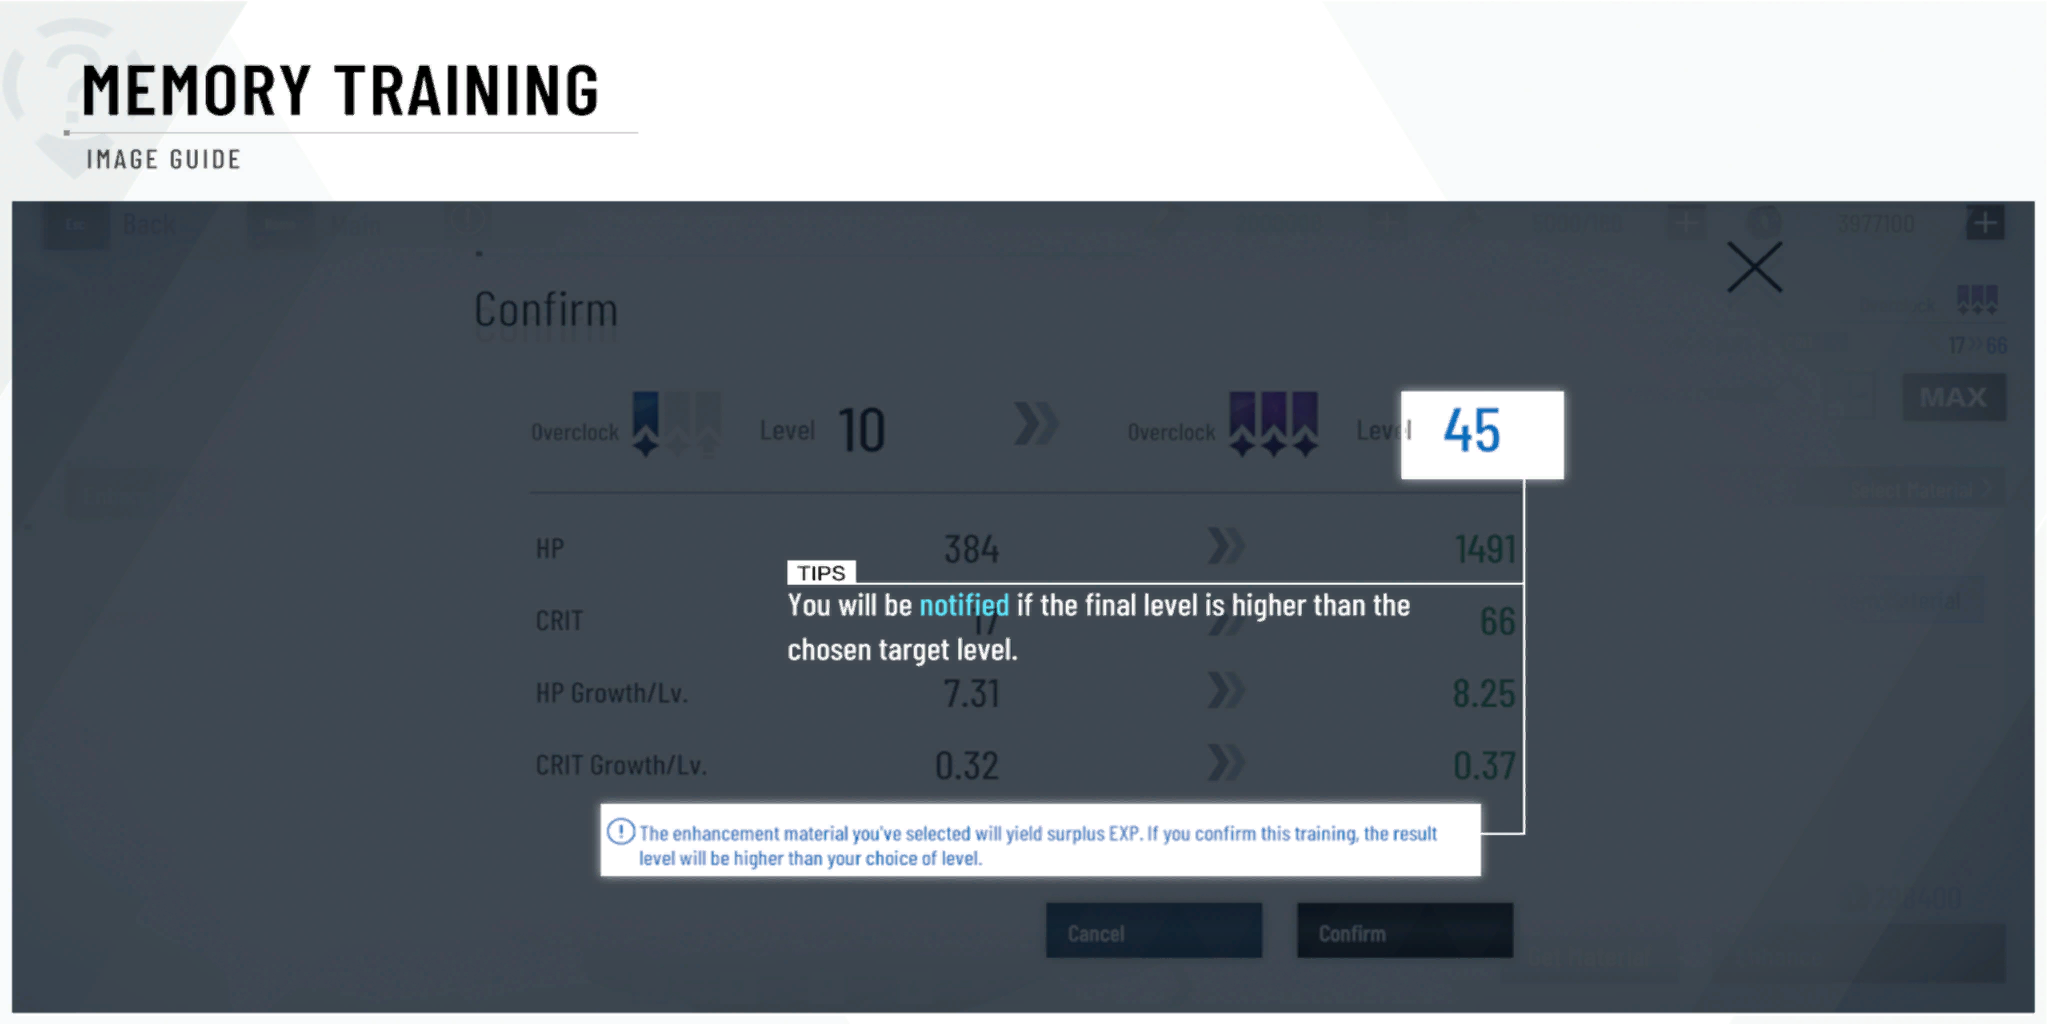 MEMORY TRAINING
IMAGE GUIDE
Back
Main
3977180
Confirm
Overclock
17 >> 66
MAX
Overclock Level 10 Overclock Level 45
Select Material
HP 384 1491
TIPS
You will be notified if the final level is higher than the
CRIT 17 66
chosen target level.
HP Growth/Lv. 7.31 8.25
CRIT Growth/Lv. 0.32 0.37
The enhancement material you've selected will yield surplus EXP. If you confirm this training, the result
level will be higher than your choice of level.
Cancel Confirm